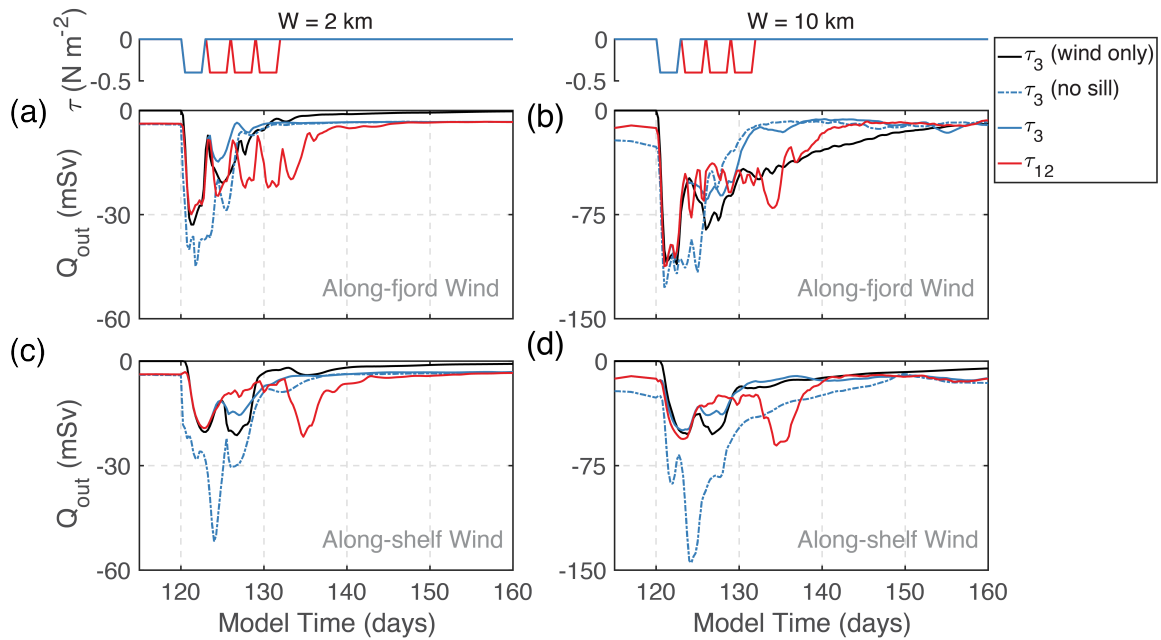 W = 2 km
W = 10 km
τ (N m⁻²)
0
-0.5
0
-0.5
τ₃ (wind only)
τ₃ (no sill)
τ₃
τ₁₂
(a)
Q_out (mSv)
0
-30
-60
Along-fjord Wind
(b)
0
-75
-150
Along-fjord Wind
(c)
Q_out (mSv)
0
-30
-60
Along-shelf Wind
120 130 140 150 160
Model Time (days)
(d)
0
-75
-150
Along-shelf Wind
120 130 140 150 160
Model Time (days)